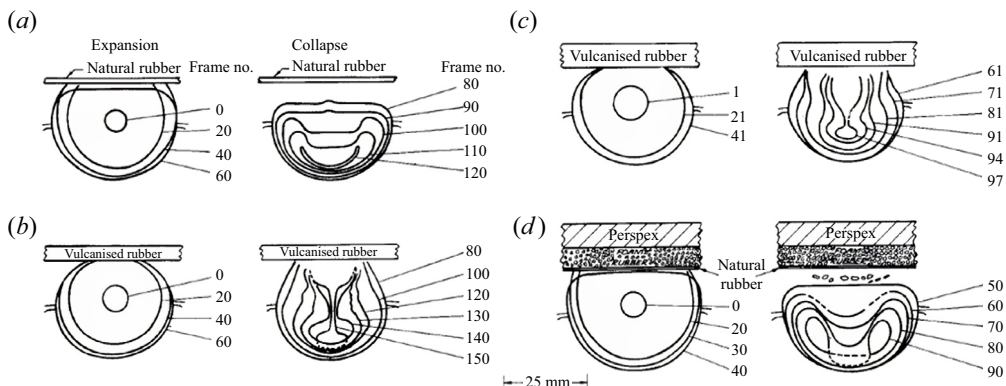 (a)
Expansion
Natural rubber
Frame no.
0
20
40
60
Collapse
Natural rubber
Frame no.
80
90
100
110
120
(b)
Vulcanised rubber
0
20
40
60
Vulcanised rubber
80
100
120
130
140
150
(c)
Vulcanised rubber
1
21
41
Vulcanised rubber
61
71
81
91
94
97
(d)
Perspex
Natural
rubber
0
20
30
40
Perspex
50
60
70
80
90
25 mm